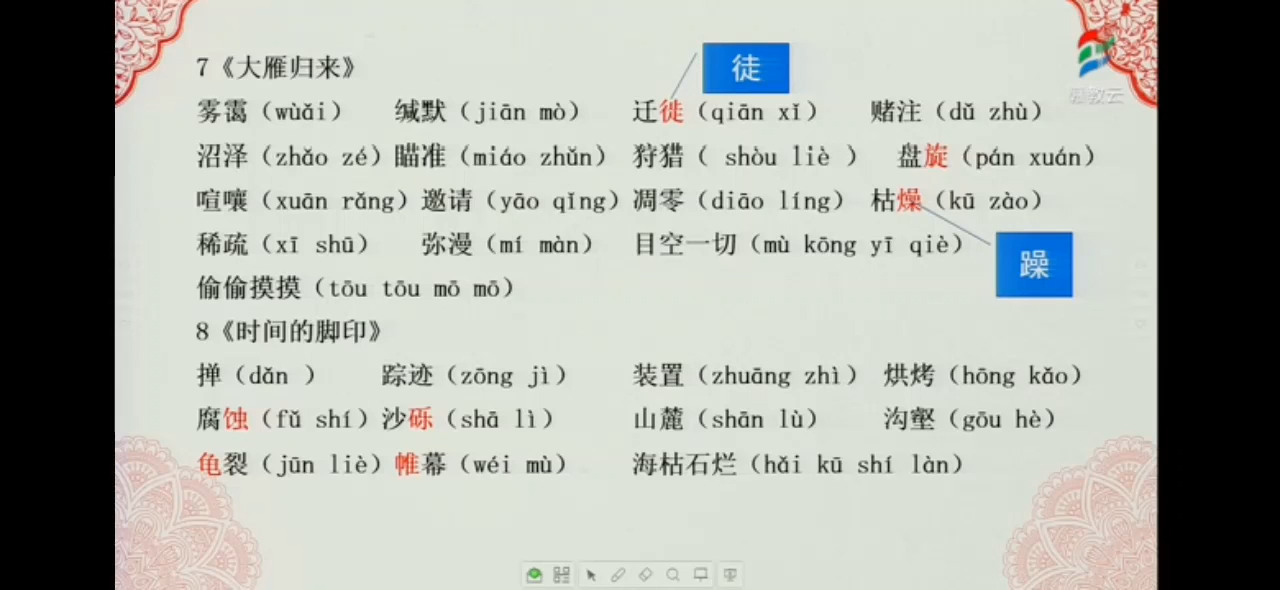 7《大雁归来》
徒
雾霭（wùǎi） 缄默（jiān mò） 迁徙（qiān xǐ） 赌注（dǔ zhù）
沼泽（zhǎo zé）瞄准（miáo zhǔn） 狩猎（ shòu liè ） 盘旋（pán xuán）
喧嚷（xuān rǎng）邀请（yāo qǐng）凋零（diāo líng） 枯燥（kū zào）
稀疏（xī shū） 弥漫（mí màn） 目空一切（mù kōng yī qiè）
躁
偷偷摸摸（tōu tōu mō mō）
8《时间的脚印》
掸（dǎn ） 踪迹（zōng jì） 装置（zhuāng zhì） 烘烤（hōng kǎo）
腐蚀（fǔ shí）沙砾（shā lì） 山麓（shān lù） 沟壑（gōu hè）
龟裂（jūn liè）帷幕（wéi mù） 海枯石烂（hǎi kū shí làn）